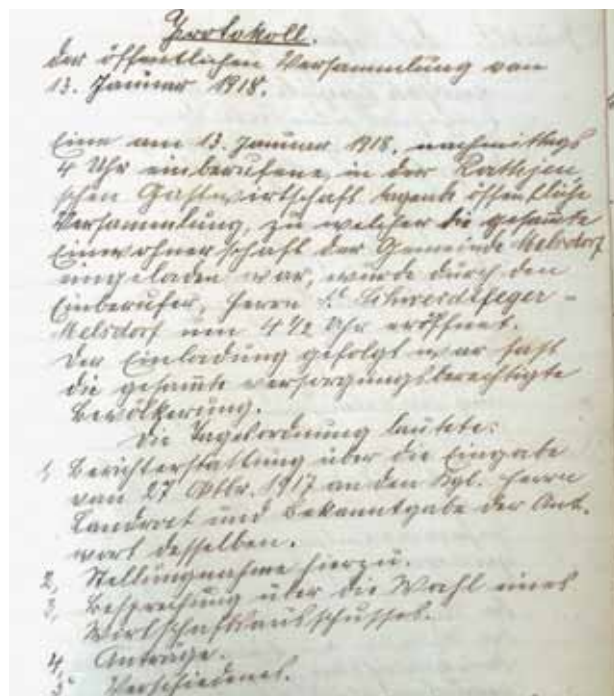 Protokoll.
der öffentlichen Versammlung vom
13. Januar 1918.
Eine am 13. Januar 1918. nachmittags
4 Uhr einberufene, in der Rathjen
schen Gastwirtschaft tagende öffentliche
Versammlung, zu welcher die gesamte
Einwohnerschaft der Gemeinde Melsdorf
eingeladen war, wurde durch den
Einberufer, Herrn Schwerdtfeger -
Melsdorf um 4 1/2 Uhr eröffnet.
Der Einladung gefolgt war fast
die gesamte versorgungsberechtigte
Bevölkerung.
Die Tagesordnung lautete:
1, Berichterstattung über die Eingabe
vom 27 Oktbr. 1917 an den Kgl. Herrn
Landrat und Bekanntgabe der Ant-
wort desselben.
2, Stellungnahme hierzu.
3, Besprechung über die Wahl eines
Wirtschaftsausschusses.
4, Anträge.
5, Verschiedenes.